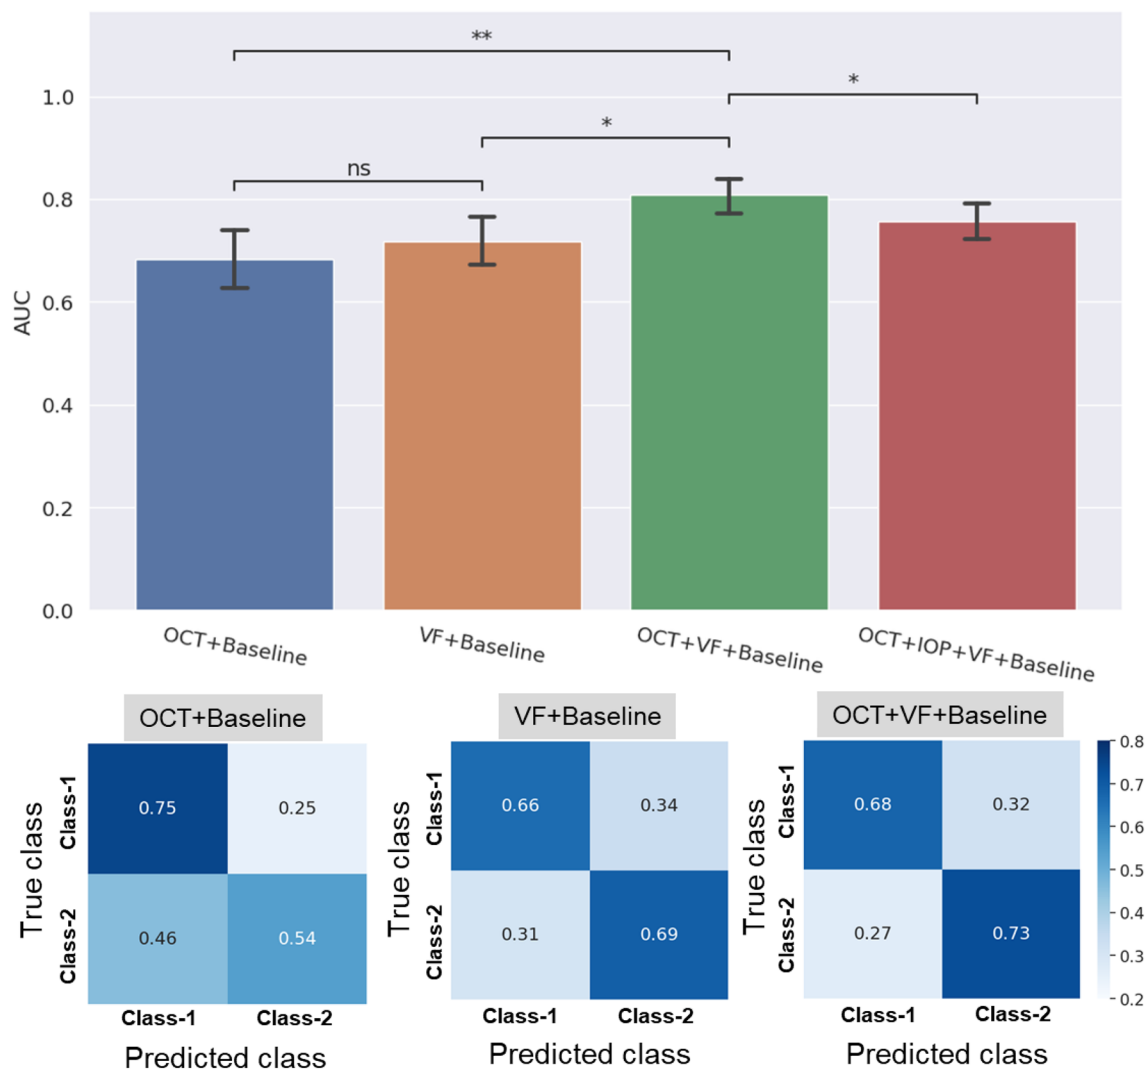 **
*
*
ns
1.0
0.8
0.6
0.4
0.2
0.0
AUC
OCT+Baseline
VF+Baseline
OCT+VF+Baseline
OCT+IOP+VF+Baseline
OCT+Baseline
True class
Class-1
Class-2
0.75 0.25
0.46 0.54
Class-1 Class-2
Predicted class
VF+Baseline
True class
Class-1
Class-2
0.66 0.34
0.31 0.69
Class-1 Class-2
Predicted class
OCT+VF+Baseline
True class
Class-1
Class-2
0.68 0.32
0.27 0.73
Class-1 Class-2
Predicted class
0.8
0.7
0.6
0.5
0.4
0.3
0.2